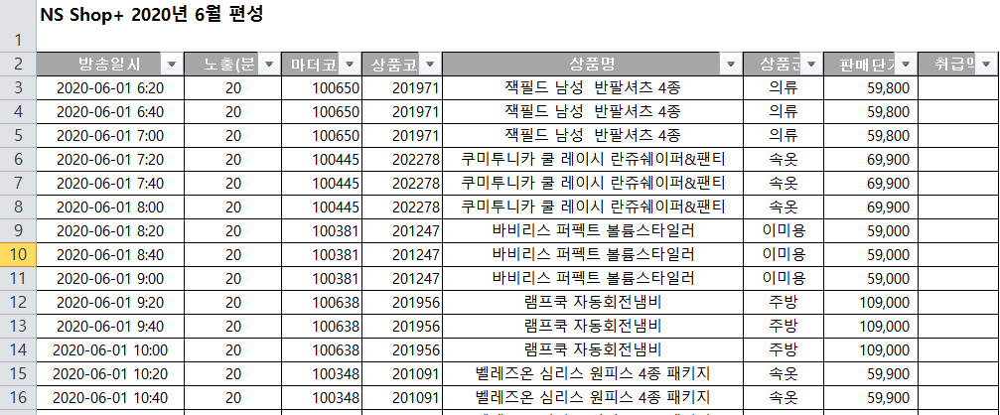 NS Shop+ 2020년 6월 편성
1
2 방송일시 노출(분 마더코 상품코 상품명 상품군 판매단가 취급액
3 2020-06-01 6:20 20 100650 201971 잭필드 남성  반팔셔츠 4종 의류 59,800
4 2020-06-01 6:40 20 100650 201971 잭필드 남성  반팔셔츠 4종 의류 59,800
5 2020-06-01 7:00 20 100650 201971 잭필드 남성  반팔셔츠 4종 의류 59,800
6 2020-06-01 7:20 20 100445 202278 쿠미투니카 쿨 레이시 란쥬쉐이퍼&팬티 속옷 69,900
7 2020-06-01 7:40 20 100445 202278 쿠미투니카 쿨 레이시 란쥬쉐이퍼&팬티 속옷 69,900
8 2020-06-01 8:00 20 100445 202278 쿠미투니카 쿨 레이시 란쥬쉐이퍼&팬티 속옷 69,900
9 2020-06-01 8:20 20 100381 201247 바비리스 퍼펙트 볼륨스타일러 이미용 59,000
10 2020-06-01 8:40 20 100381 201247 바비리스 퍼펙트 볼륨스타일러 이미용 59,000
11 2020-06-01 9:00 20 100381 201247 바비리스 퍼펙트 볼륨스타일러 이미용 59,000
12 2020-06-01 9:20 20 100638 201956 램프쿡 자동회전냄비 주방 109,000
13 2020-06-01 9:40 20 100638 201956 램프쿡 자동회전냄비 주방 109,000
14 2020-06-01 10:00 20 100638 201956 램프쿡 자동회전냄비 주방 109,000
15 2020-06-01 10:20 20 100348 201091 벨레즈온 심리스 원피스 4종 패키지 속옷 59,900
16 2020-06-01 10:40 20 100348 201091 벨레즈온 심리스 원피스 4종 패키지 속옷 59,900